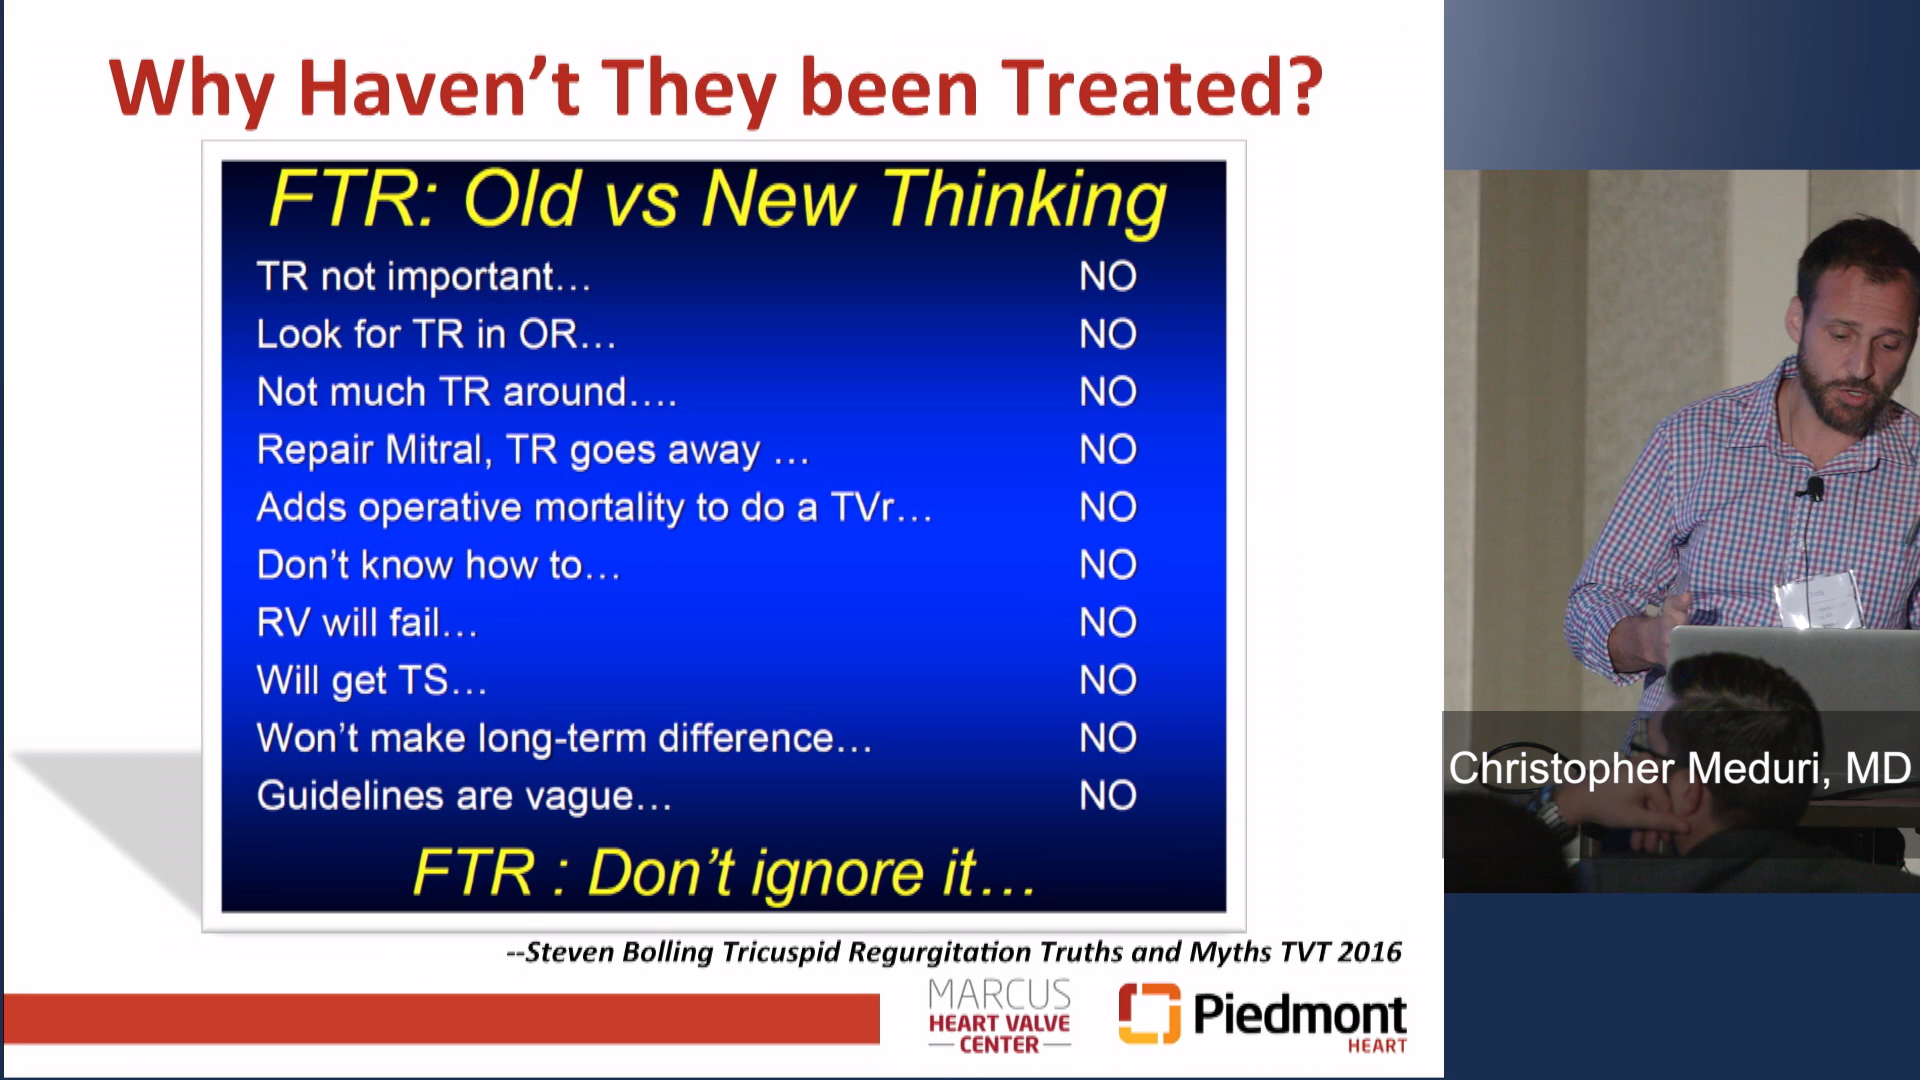 Why Haven’t They been Treated?
FTR: Old vs New Thinking
TR not important… NO
Look for TR in OR… NO
Not much TR around…. NO
Repair Mitral, TR goes away … NO
Adds operative mortality to do a TVr… NO
Don’t know how to… NO
RV will fail… NO
Will get TS… NO
Won’t make long-term difference… NO
Guidelines are vague… NO
FTR : Don’t ignore it…
--Steven Bolling Tricuspid Regurgitation Truths and Myths TVT 2016
MARCUS
HEART VALVE
CENTER
Piedmont
HEART
Christopher Meduri, MD